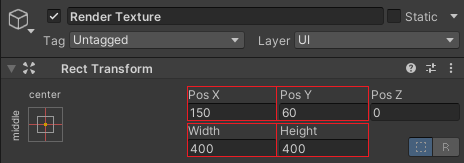 Render Texture Static
Tag Untagged Layer UI
Rect Transform
center Pos X Pos Y Pos Z
middle 150 60 0
Width Height
400 400 R